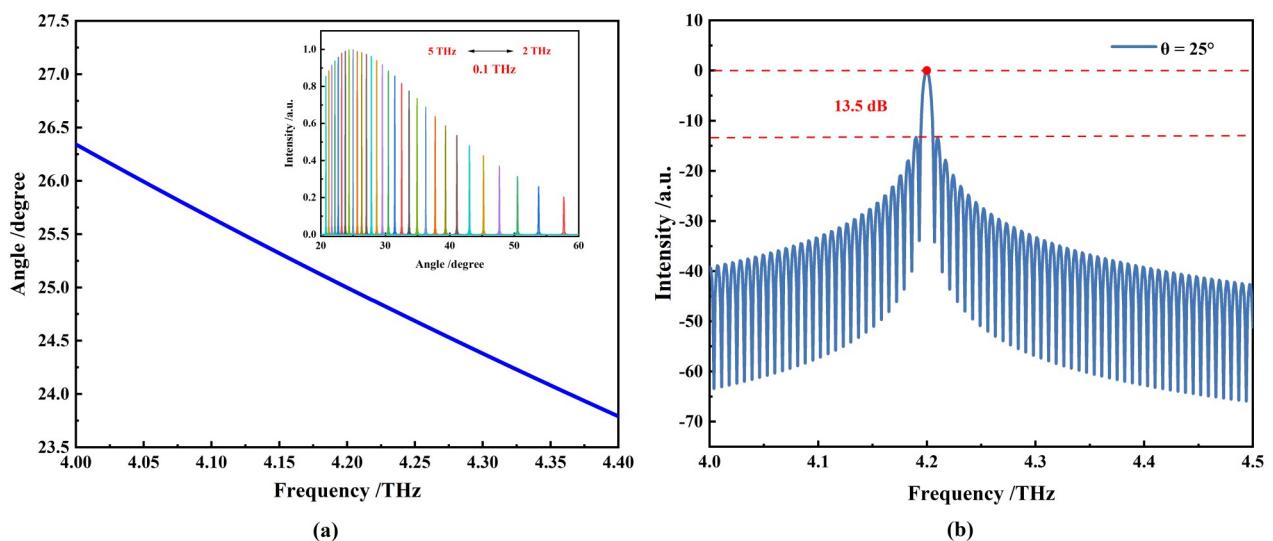 27.5
27.0
26.5
26.0
25.5
25.0
24.5
24.0
23.5
Angle /degree
4.00 4.05 4.10 4.15 4.20 4.25 4.30 4.35 4.40
Frequency /THz
(a)
1.0
0.8
0.6
0.4
0.2
0.0
Intensity /a.u.
5 THz 2 THz
0.1 THz
20 30 40 50 60
Angle /degree
10
0
-10
-20
-30
-40
-50
-60
-70
Intensity /a.u.
θ = 25°
13.5 dB
4.0 4.1 4.2 4.3 4.4 4.5
Frequency /THz
(b)